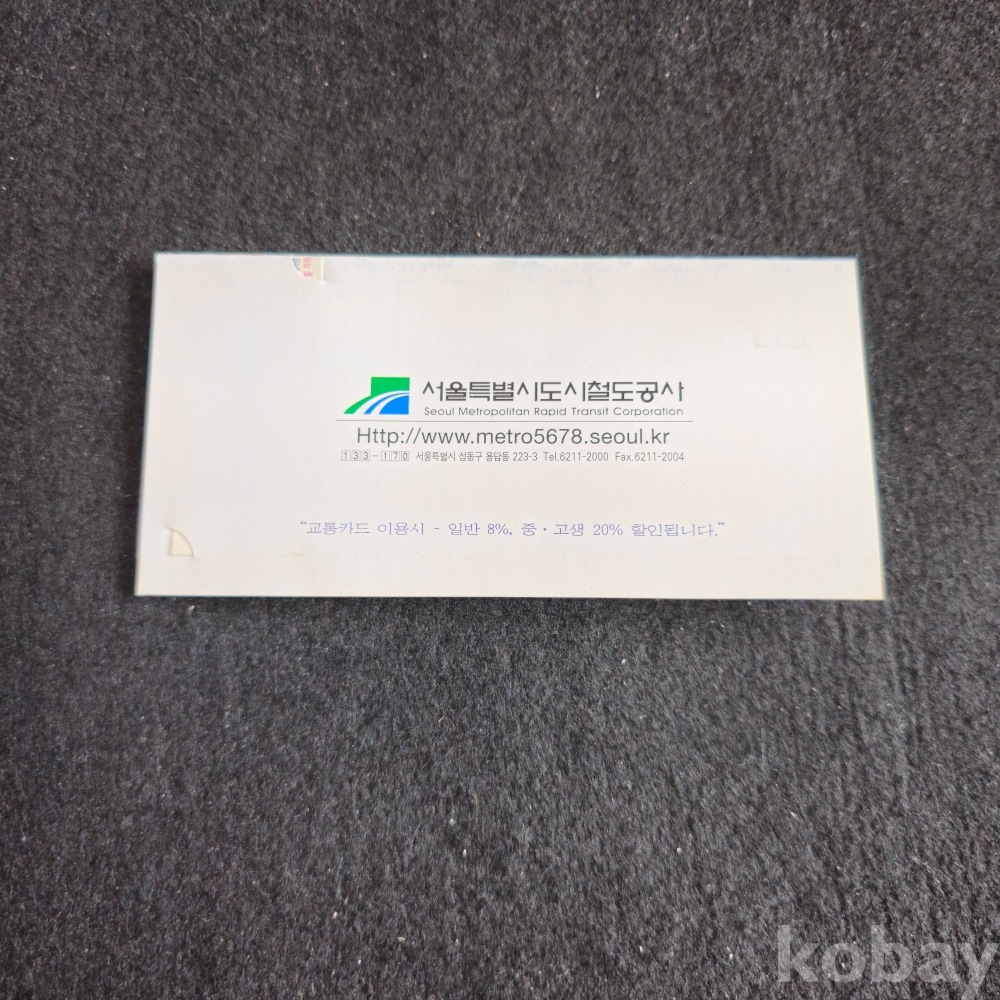 서울특별시도시철도공사
Seoul Metropolitan Rapid Transit Corporation
Http://www.metro5678.seoul.kr
133-170 서울특별시 성동구 용답동 223-3 Tel.6211-2000 Fax.6211-2004
"교통카드 이용시 - 일반 8%, 중·고생 20% 할인됩니다."
kobay